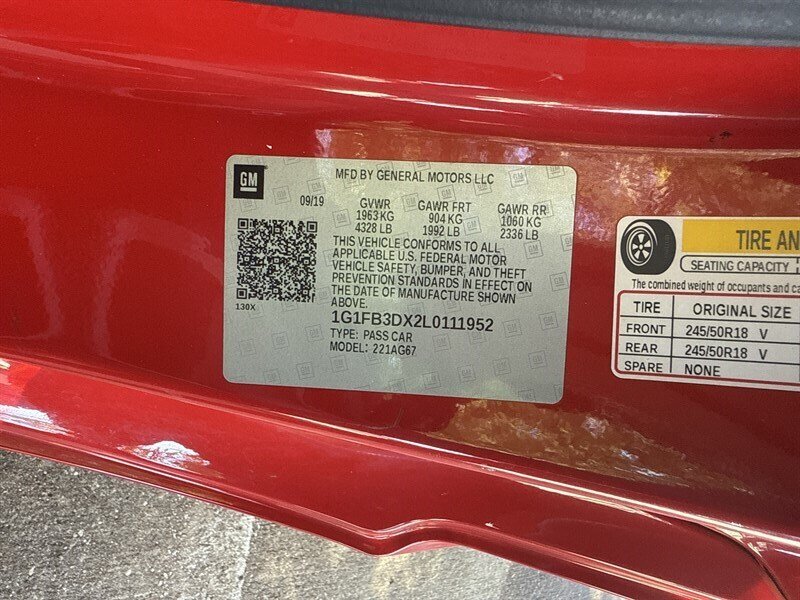 GM
MFD BY GENERAL MOTORS LLC
09/19
GVWR GAWR FRT GAWR RR
1963 KG 904 KG 1060 KG
4328 LB 1992 LB 2336 LB
THIS VEHICLE CONFORMS TO ALL
APPLICABLE U.S. FEDERAL MOTOR
VEHICLE SAFETY, BUMPER, AND THEFT
PREVENTION STANDARDS IN EFFECT ON
THE DATE OF MANUFACTURE SHOWN
ABOVE.
130X
1G1FB3DX2L0111952
TYPE: PASS CAR
MODEL: 221AG67
TIRE AN
SEATING CAPACITY
The combined weight of occupants and ca
TIRE ORIGINAL SIZE
FRONT 245/50R18 V
REAR 245/50R18 V
SPARE NONE